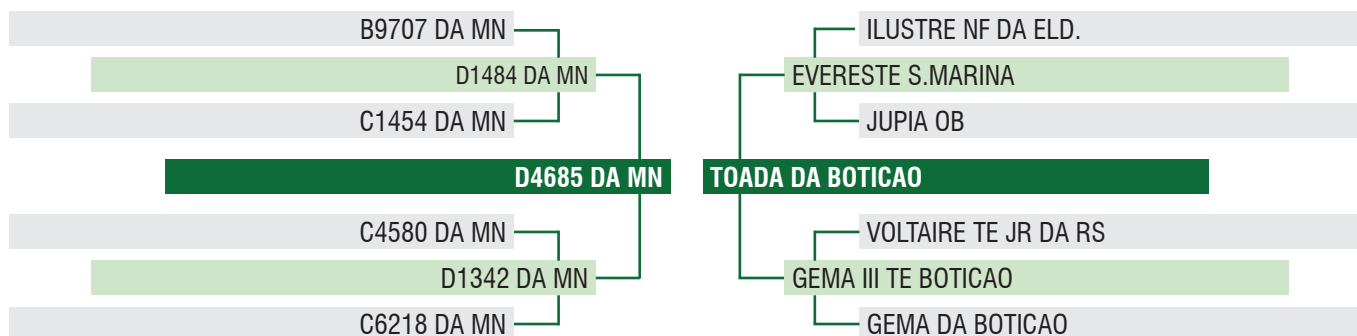 B9707 DA MN
D1484 DA MN
C1454 DA MN
D4685 DA MN
C4580 DA MN
D1342 DA MN
C6218 DA MN
ILUSTRE NF DA ELD.
EVERESTE S.MARINA
JUPIA OB
TOADA DA BOTICAO
VOLTAIRE TE JR DA RS
GEMA III TE BOTICAO
GEMA DA BOTICAO